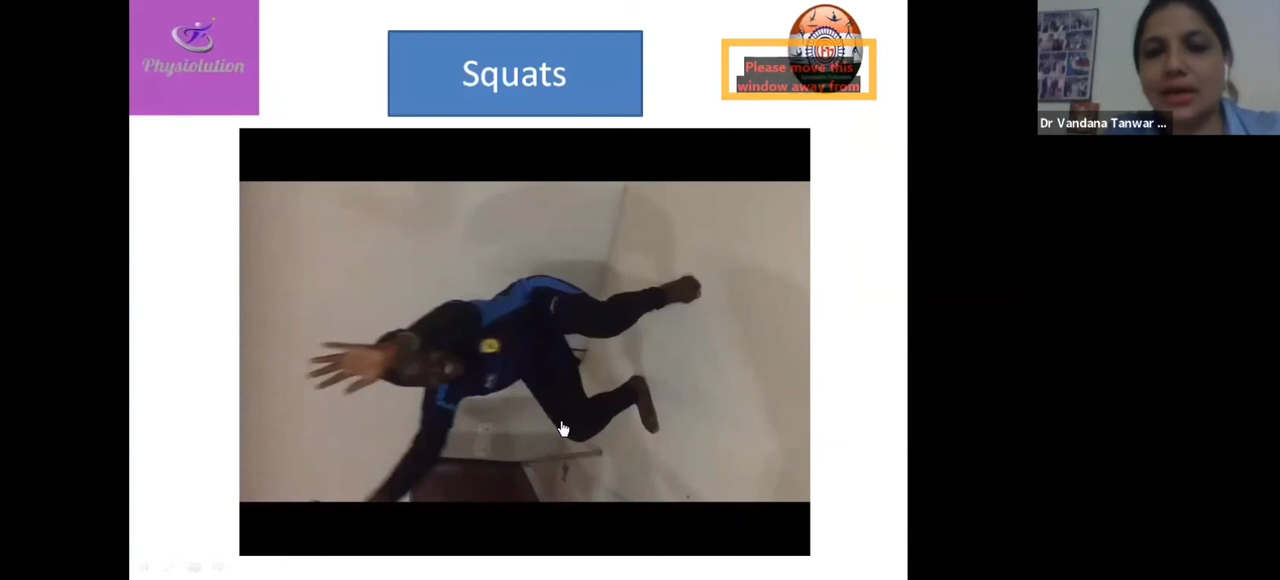 Physiolution
Squats
Please move this
window away from
Dr Vandana Tanwar ...